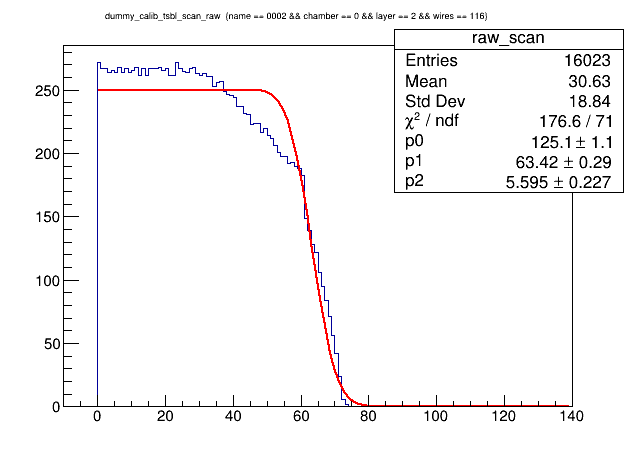 dummy_calib_tsbl_scan_raw (name == 0002 && chamber == 0 && layer == 2 && wires == 116)
raw_scan
Entries 16023
Mean 30.63
Std Dev 18.84
χ² / ndf 176.6 / 71
p0 125.1 ± 1.1
p1 63.42 ± 0.29
p2 5.595 ± 0.227
250
200
150
100
50
0
0 20 40 60 80 100 120 140